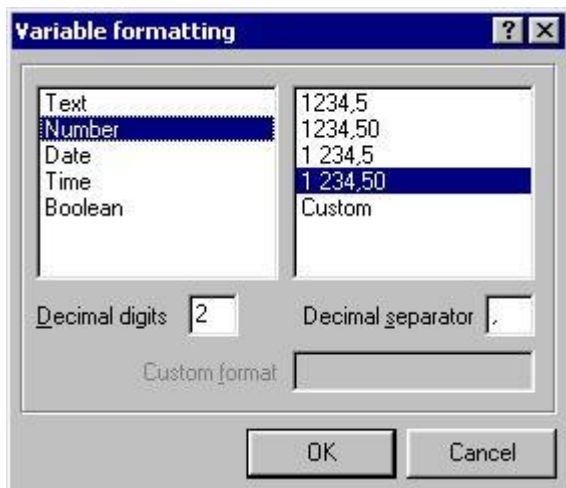 Variable formatting
Text
Number
Date
Time
Boolean
1234,5
1234,50
1 234,5
1 234,50
Custom
Decimal digits 2 Decimal separator ,
Custom format
OK Cancel